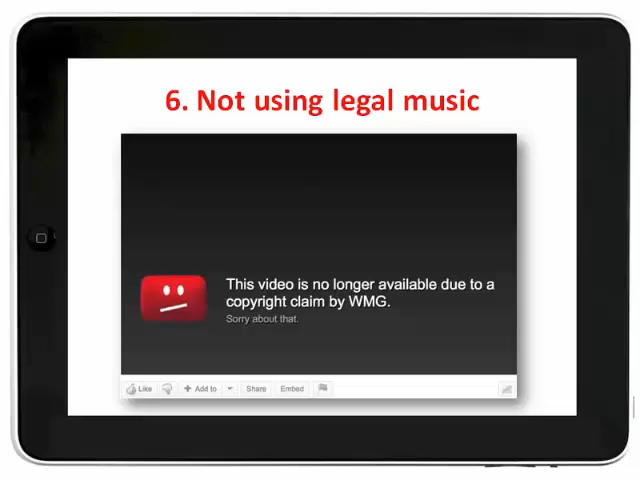 6. Not using legal music
This video is no longer available due to a
copyright claim by WMG.
Sorry about that.
Like
Add to
Share
Embed